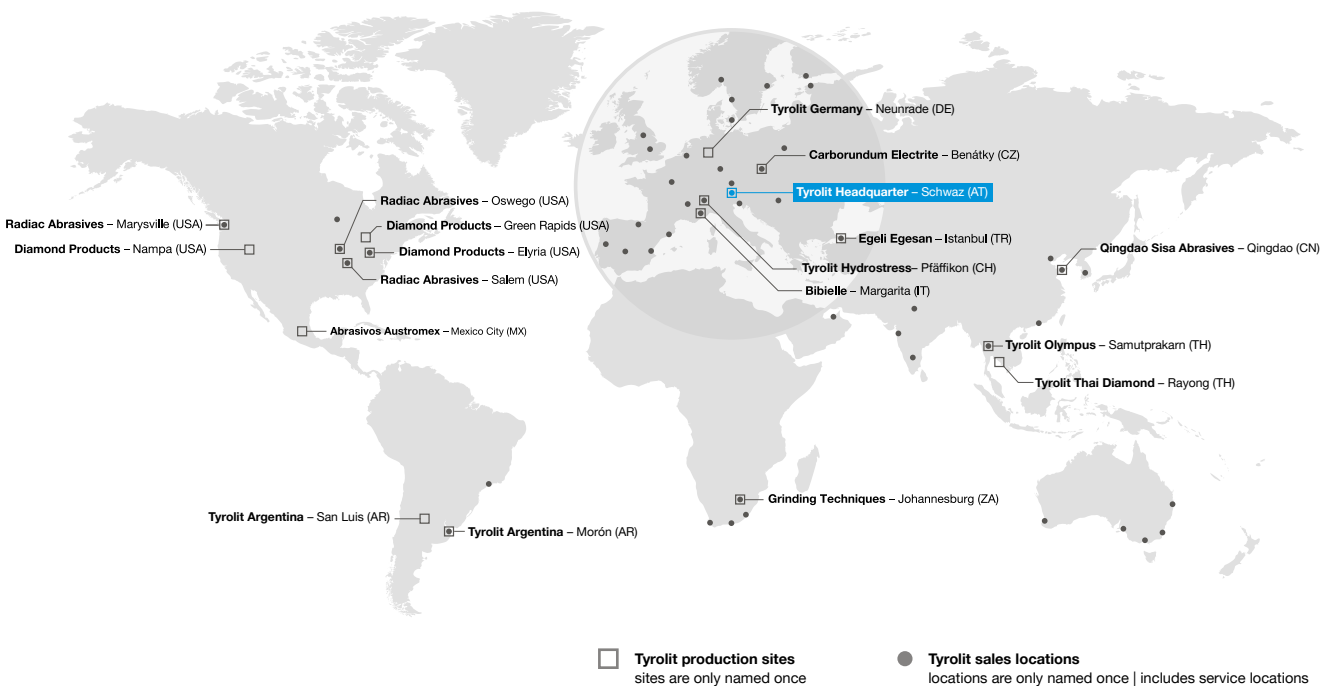 Tyrolit Germany – Neunrade (DE)
Carborundum Electrite – Benátky (CZ)
Tyrolit Headquarter – Schwaz (AT)
Radiac Abrasives – Oswego (USA)
Radiac Abrasives – Marysville (USA)
Diamond Products – Green Rapids (USA)
Diamond Products – Nampa (USA)
Diamond Products – Elyria (USA)
Egeli Egesan – Istanbul (TR)
Qingdao Sisa Abrasives – Qingdao (CN)
Tyrolit Hydrostress– Pfäffikon (CH)
Radiac Abrasives – Salem (USA)
Bibielle – Margarita (IT)
Abrasivos Austromex – Mexico City (MX)
Tyrolit Olympus – Samutprakarn (TH)
Tyrolit Thai Diamond – Rayong (TH)
Grinding Techniques – Johannesburg (ZA)
Tyrolit Argentina – San Luis (AR)
Tyrolit Argentina – Morón (AR)
Tyrolit production sites
sites are only named once
Tyrolit sales locations
locations are only named once | includes service locations